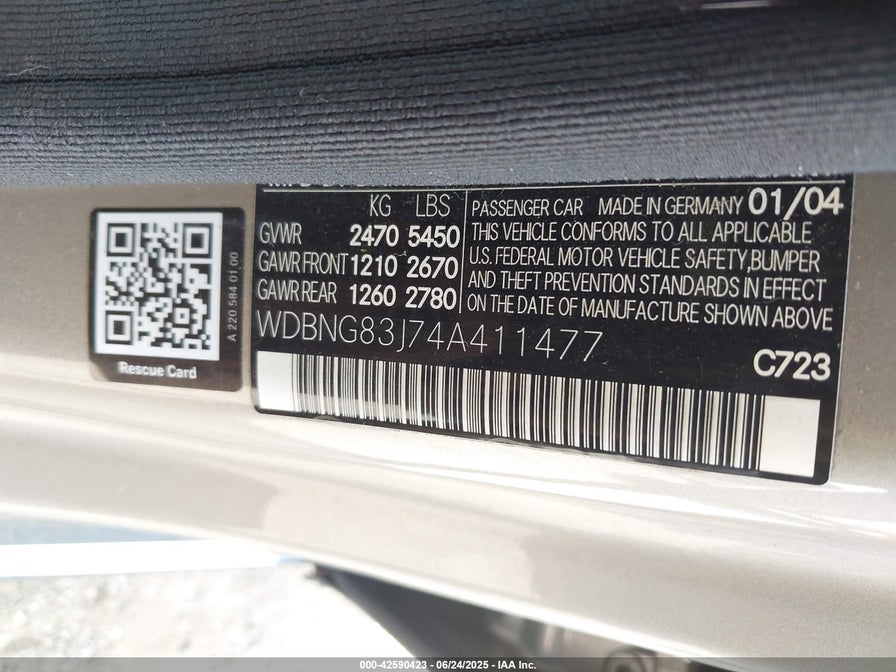 KG LBS
GVWR 2470 5450
GAWR FRONT 1210 2670
GAWR REAR 1260 2780
PASSENGER CAR MADE IN GERMANY 01/04
THIS VEHICLE CONFORMS TO ALL APPLICABLE
U.S. FEDERAL MOTOR VEHICLE SAFETY,BUMPER
AND THEFT PREVENTION STANDARDS IN EFFECT
ON THE DATE OF MANUFACTURE SHOWN ABOVE
WDBNG83J74A411477
C723
A 220 584 01 00
Rescue Card
000-42590423 - 06/24/2025 - IAA Inc.